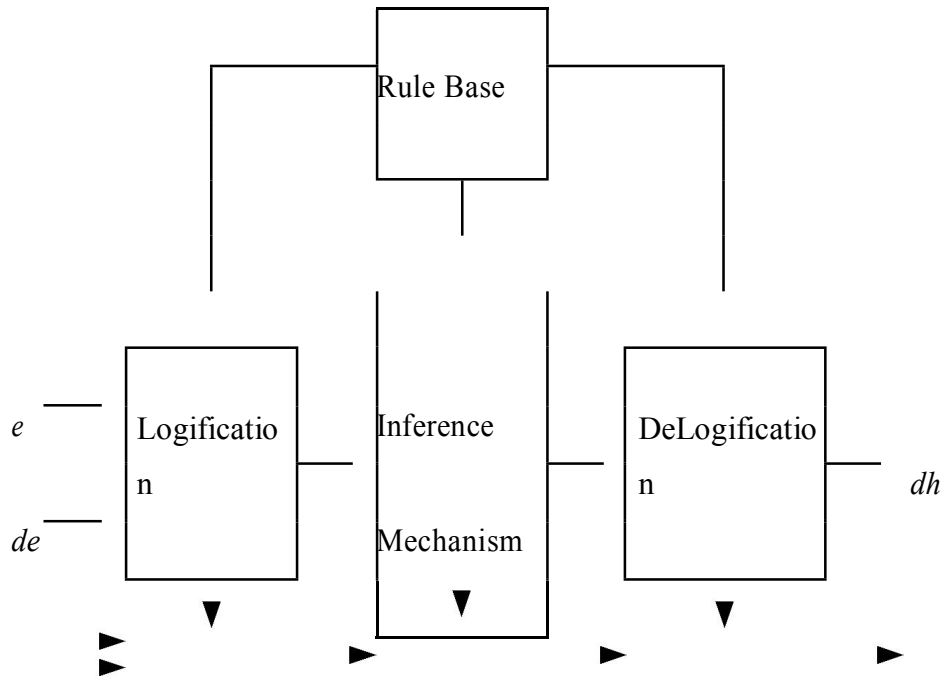 Rule Base
e
Logificatio
n
Inference
DeLogificatio
n
dh
de
Mechanism